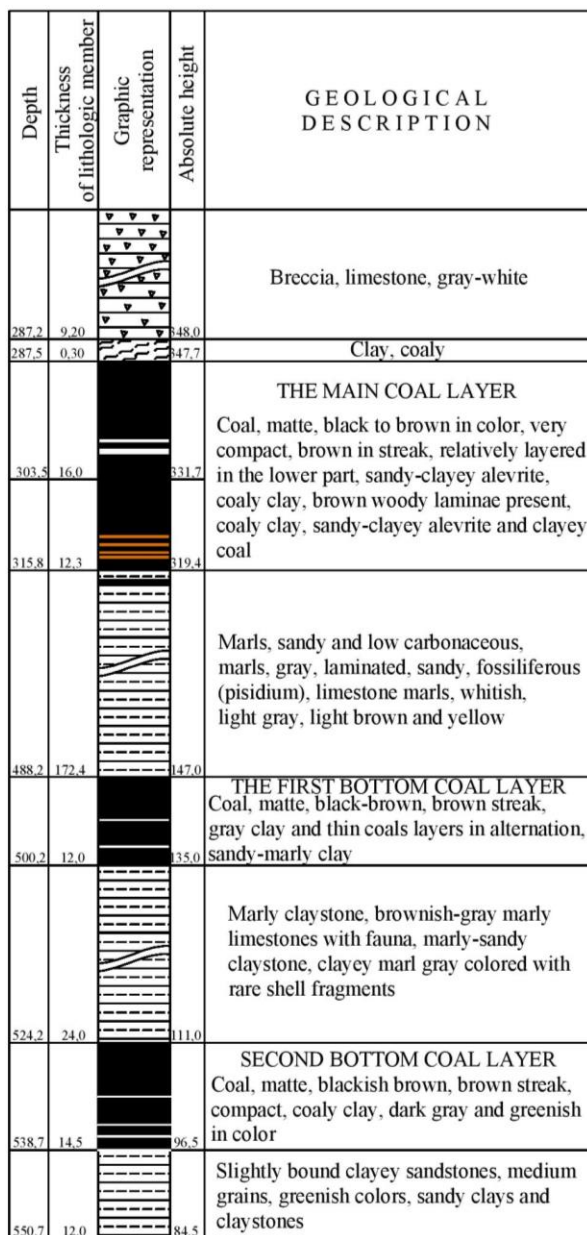 Depth
Thickness
of lithologic member
Graphic
representation
Absolute height
GEOLOGICAL
DESCRIPTION
Breccia, limestone, gray-white
287,2 9,20 348,0
Clay, coaly
287,5 0,30 347,7
THE MAIN COAL LAYER
Coal, matte, black to brown in color, very
compact, brown in streak, relatively layered
303,5 16,0 331,7
in the lower part, sandy-clayey alevrite,
coaly clay, brown woody laminae present,
coaly clay, sandy-clayey alevrite and clayey
coal
315,8 12,3 319,4
Marls, sandy and low carbonaceous,
marls, gray, laminated, sandy, fossiliferous
(pisidium), limestone marls, whitish,
light gray, light brown and yellow
488,2 172,4 147,0
THE FIRST BOTTOM COAL LAYER
Coal, matte, black-brown, brown streak,
gray clay and thin coals layers in alternation,
sandy-marly clay
500,2 12,0 135,0
Marly claystone, brownish-gray marly
limestones with fauna, marly-sandy
claystone, clayey marl gray colored with
rare shell fragments
524,2 24,0 111,0
SECOND BOTTOM COAL LAYER
Coal, matte, blackish brown, brown streak,
compact, coaly clay, dark gray and greenish
in color
538,7 14,5 96,5
Slightly bound clayey sandstones, medium
grains, greenish colors, sandy clays and
claystones
550,7 12,0 84,5